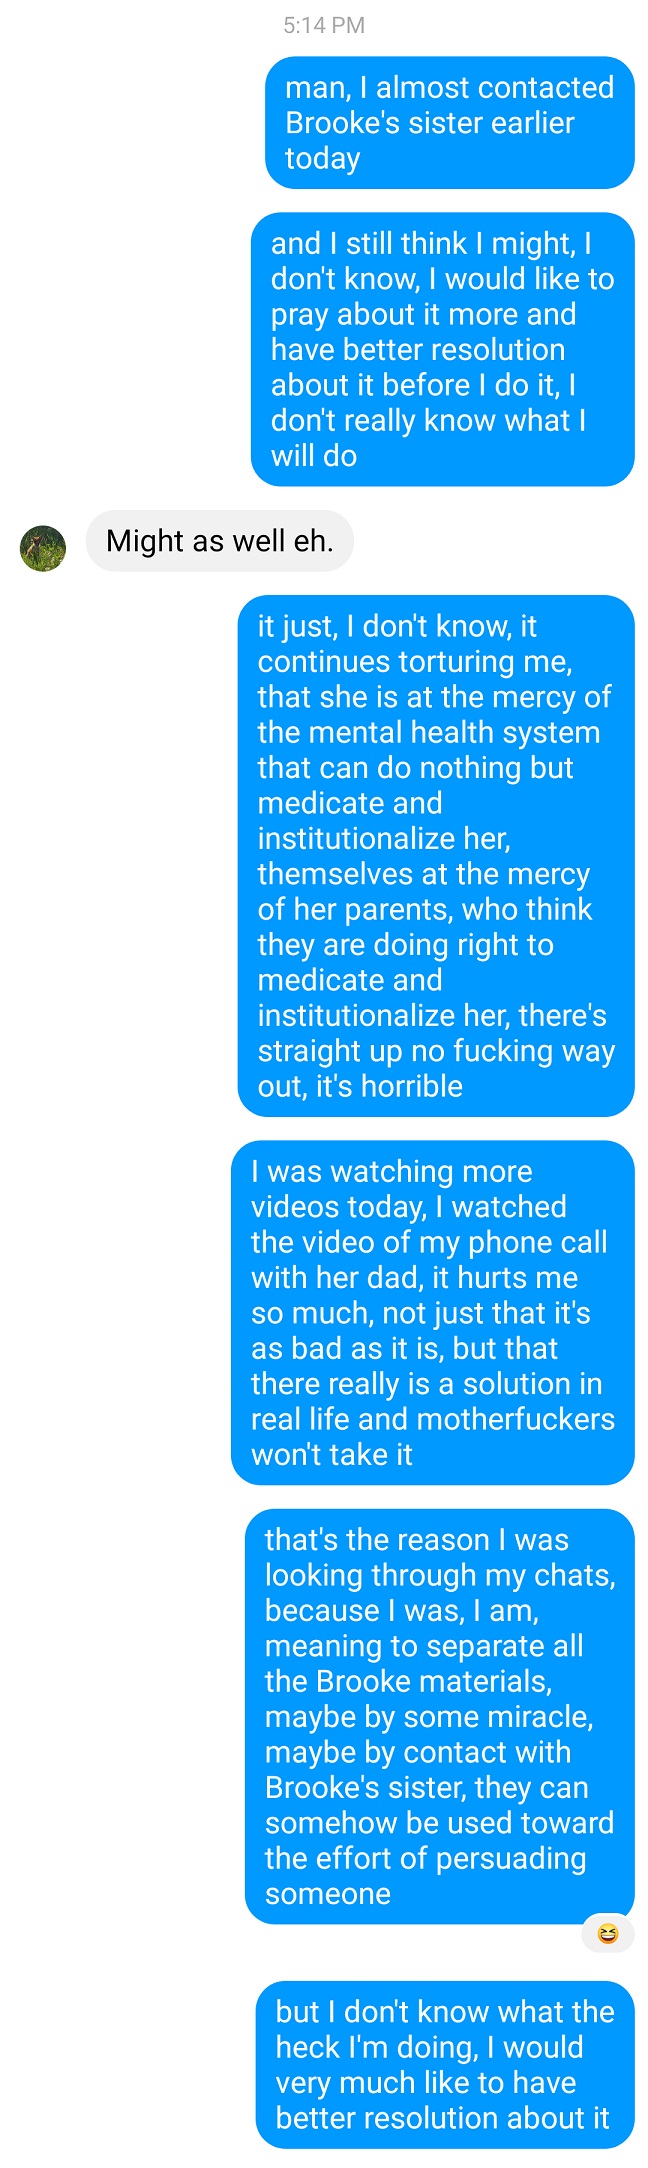 5:14 PM
man, I almost contacted
Brooke's sister earlier
today
and I still think I might, I
don't know, I would like to
pray about it more and
have better resolution
about it before I do it, I
don't really know what I
will do
Might as well eh.
it just, I don't know, it
continues torturing me,
that she is at the mercy of
the mental health system
that can do nothing but
medicate and
institutionalize her,
themselves at the mercy
of her parents, who think
they are doing right to
medicate and
institutionalize her, there's
straight up no fucking way
out, it's horrible
I was watching more
videos today, I watched
the video of my phone call
with her dad, it hurts me
so much, not just that it's
as bad as it is, but that
there really is a solution in
real life and motherfuckers
won't take it
that's the reason I was
looking through my chats,
because I was, I am,
meaning to separate all
the Brooke materials,
maybe by some miracle,
maybe by contact with
Brooke's sister, they can
somehow be used toward
the effort of persuading
someone
but I don't know what the
heck I'm doing, I would
very much like to have
better resolution about it